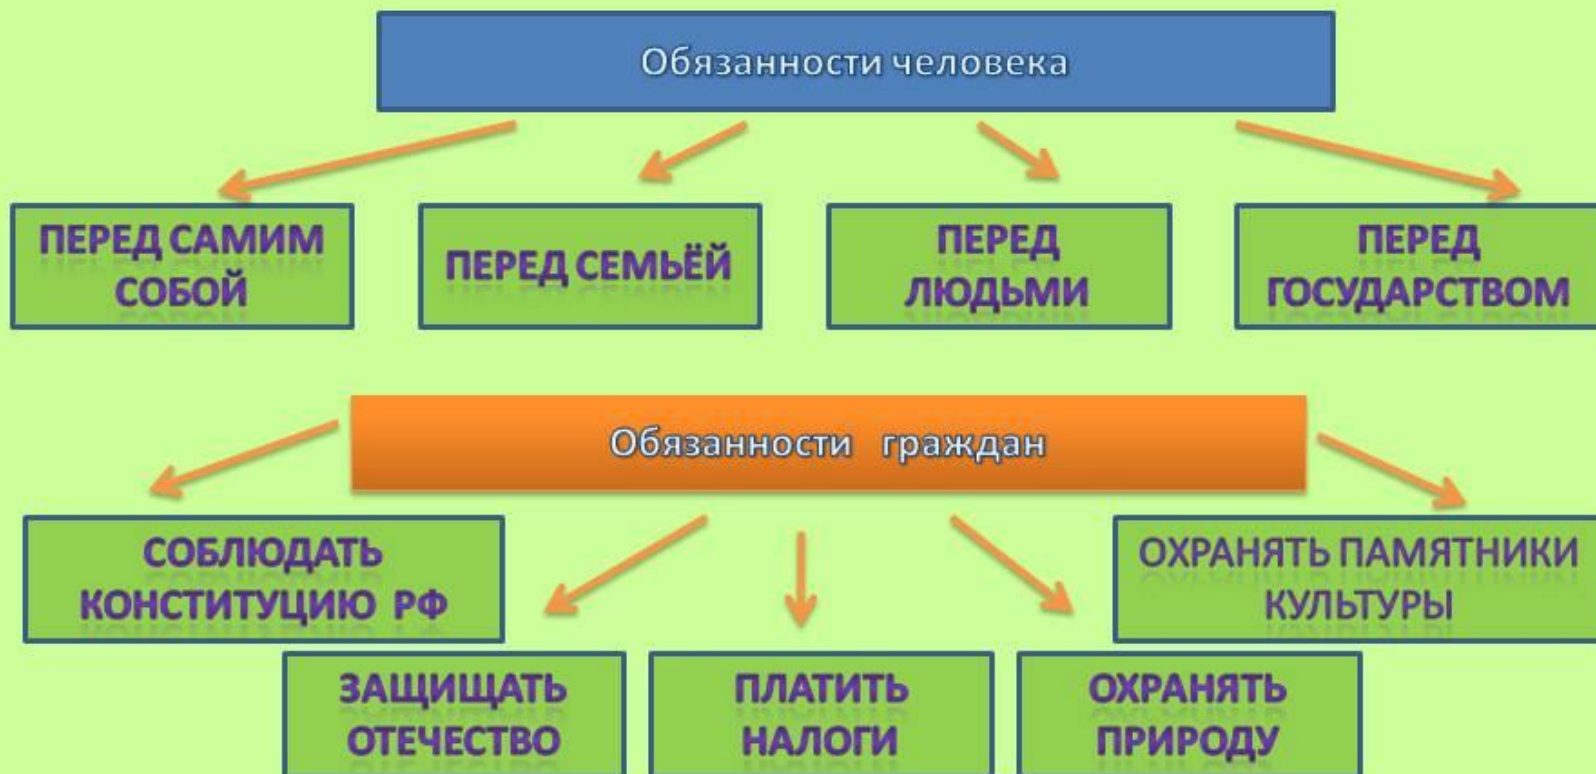 Обязанности человека
ПЕРЕД САМИМ
СОБОЙ
ПЕРЕД СЕМЬЁЙ
ПЕРЕД
ЛЮДЬМИ
ПЕРЕД
ГОСУДАРСТВОМ
Обязанности граждан
СОБЛЮДАТЬ
КОНСТИТУЦИЮ РФ
ЗАЩИЩАТЬ
ОТЕЧЕСТВО
ПЛАТИТЬ
НАЛОГИ
ОХРАНЯТЬ
ПРИРОДУ
ОХРАНЯТЬ ПАМЯТНИКИ
КУЛЬТУРЫ